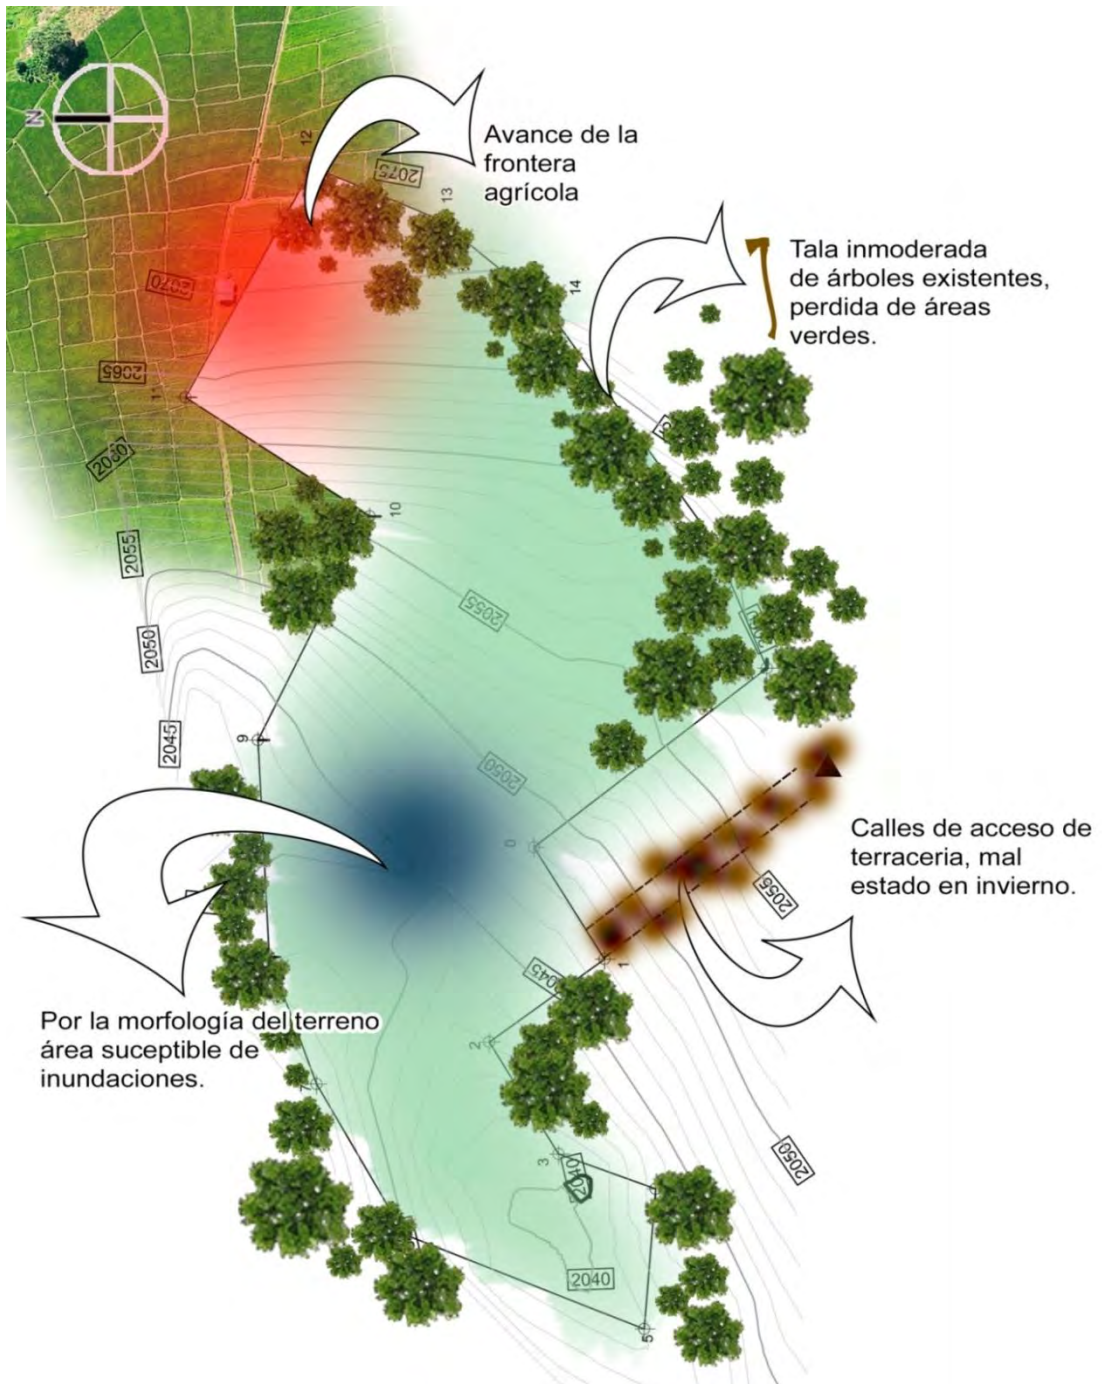 N
12
Avance de la
frontera
agrícola
2075
13
2070
14
Tala inmoderada
de árboles existentes,
perdida de áreas
verdes.
2065
11
2060
10
2055
2055
2050
2045
9
2050
0
Calles de acceso de
terraceria, mal
estado en invierno.
2055
2045
1
Por la morfología del terreno
área suceptible de
inundaciones.
2
7
3
2040
2050
2040
5